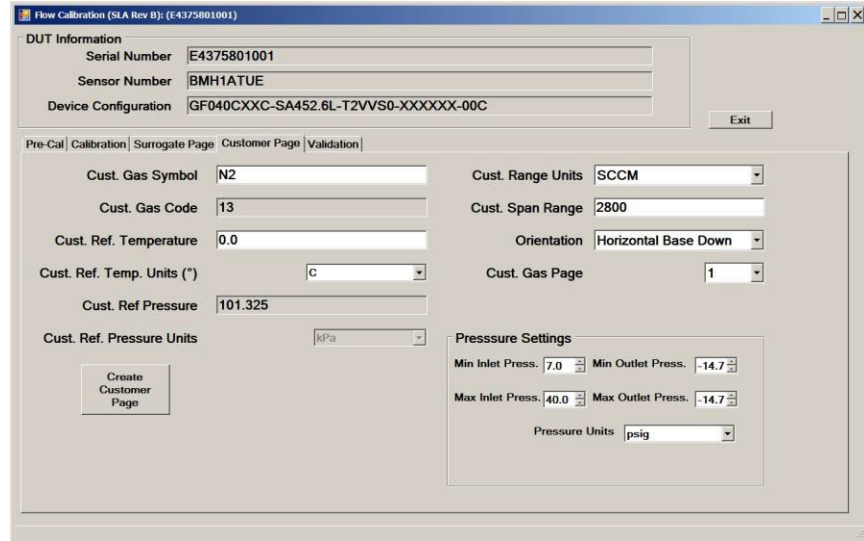 Flow Calibration (SLA Rev B): (E4375801001)
DUT Information
Serial Number E4375801001
Sensor Number BMH1ATUE
Device Configuration GF040CXXC-SA452.6L-T2VVS0-XXXXXX-00C
Exit
Pre-Cal Calibration Surrogate Page Customer Page Validation
Cust. Gas Symbol N2 Cust. Range Units SCCM
Cust. Gas Code 13 Cust. Span Range 2800
Cust. Ref. Temperature 0.0 Orientation Horizontal Base Down
Cust. Ref. Temp. Units (°) C Cust. Gas Page 1
Cust. Ref Pressure 101.325
Cust. Ref. Pressure Units kPa
Presssure Settings
Min Inlet Press. 7.0 Min Outlet Press. -14.7
Max Inlet Press. 40.0 Max Outlet Press. -14.7
Pressure Units psig
Create
Customer
Page